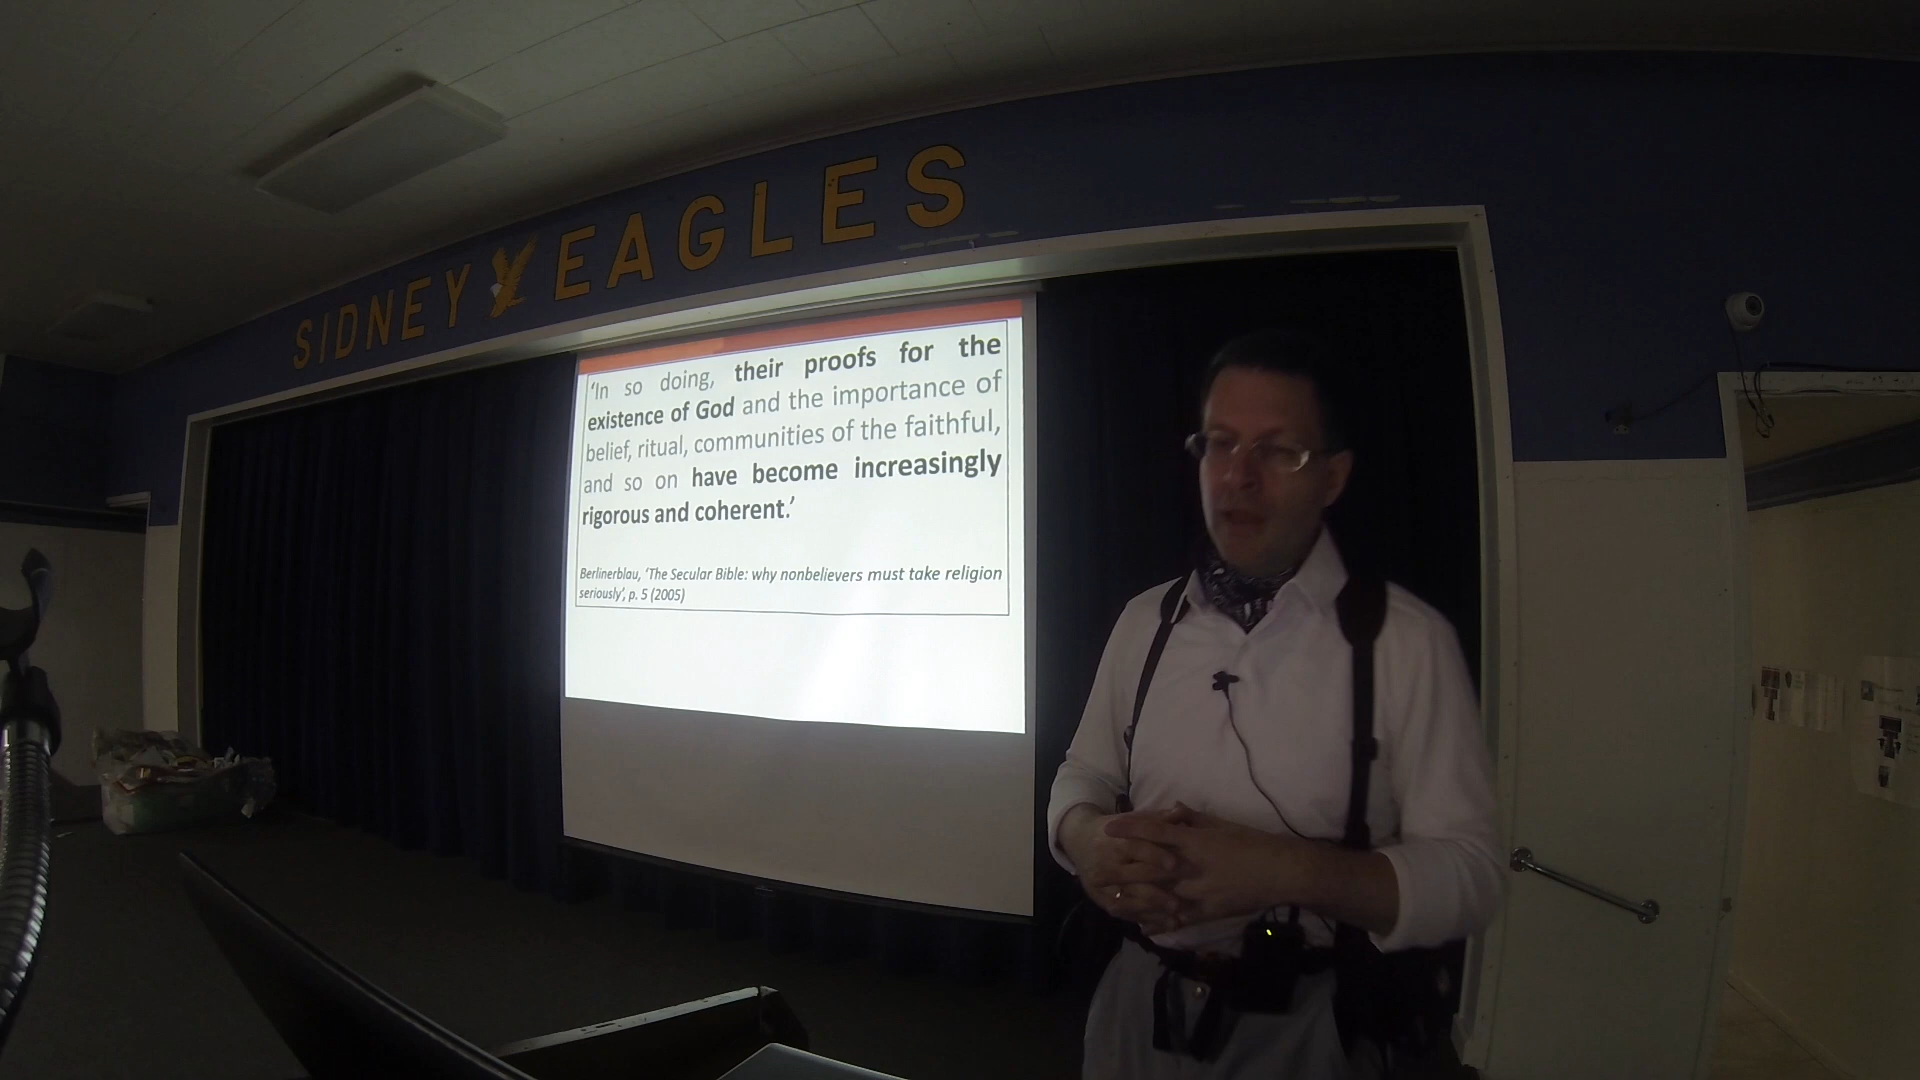 SIDNEY EAGLES
‘In so doing, their proofs for the
existence of God and the importance of
belief, ritual, communities of the faithful,
and so on have become increasingly
rigorous and coherent.’
Berlinerblau, ‘The Secular Bible: why nonbelievers must take religion
seriously’, p. 5 (2005)